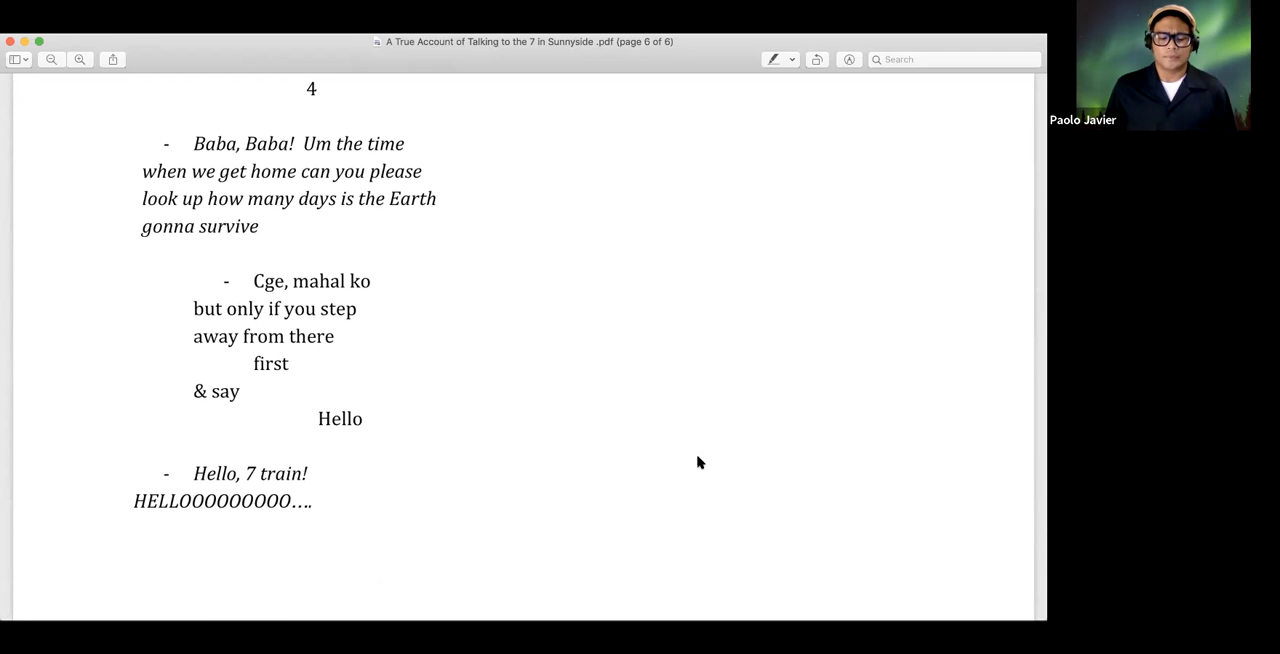 A True Account of Talking to the 7 in Sunnyside .pdf (page 6 of 6)
Search
Paolo Javier
4
- Baba, Baba! Um the time
when we get home can you please
look up how many days is the Earth
gonna survive
- Cge, mahal ko
but only if you step
away from there
first
& say
Hello
- Hello, 7 train!
HELLOOOOOOOOO….